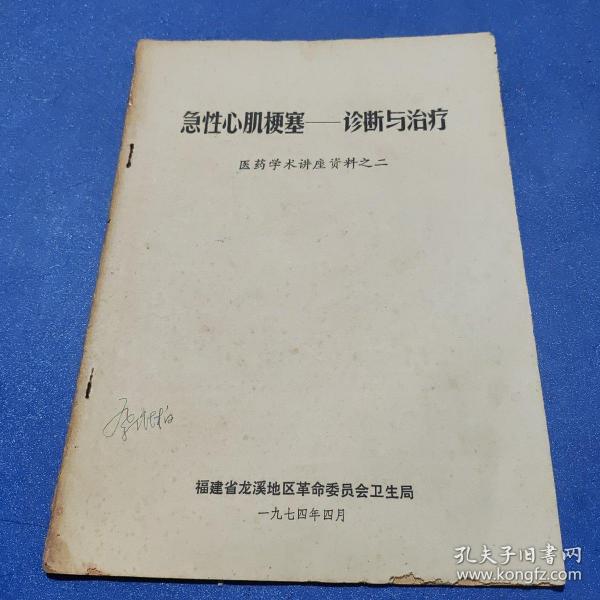 急性心肌梗塞——诊断与治疗
医药学术讲座资料之二
福建省龙溪地区革命委员会卫生局
一九七四年四月
孔夫子旧书网
www.kongfz.com